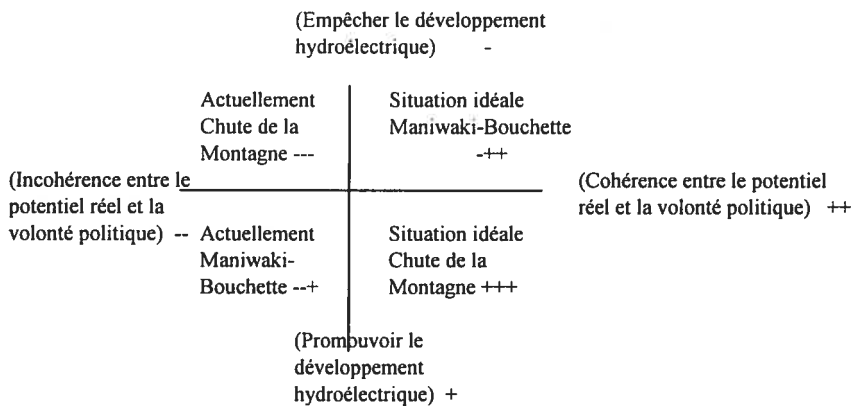 (Empêcher le développement
hydroélectrique) -
Actuellement
Chute de la
Montagne ---
Situation idéale
Maniwaki-Bouchette
-++
(Incohérence entre le
potentiel réel et la
volonté politique) --
(Cohérence entre le potentiel
réel et la volonté politique) ++
Actuellement
Maniwaki-
Bouchette --+
Situation idéale
Chute de la
Montagne +++
(Promouvoir le
développement
hydroélectrique) +